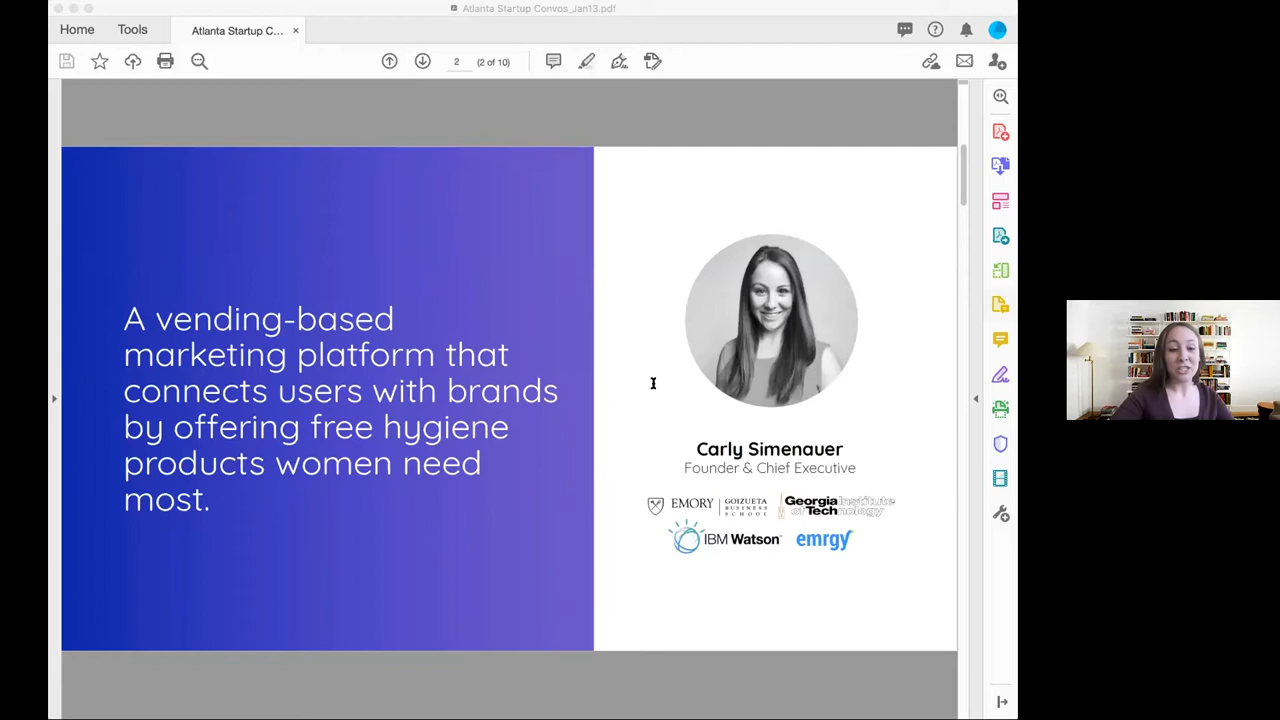 Atlanta Startup Convos_Jan13.pdf
Home
Tools
Atlanta Startup C...
2
(2 of 10)
A vending-based
marketing platform that
connects users with brands
by offering free hygiene
products women need
most.
Carly Simenauer
Founder & Chief Executive
EMORY GOIZUETA BUSINESS SCHOOL
Georgia Institute of Technology
IBM Watson
emrgy